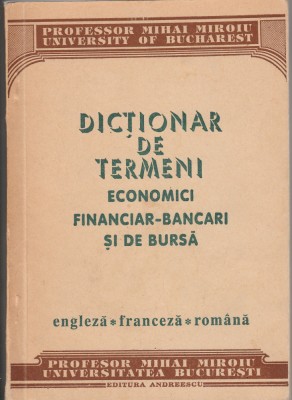 PROFESSOR MIHAI MIROIU
UNIVERSITY OF BUCHAREST
DICȚIONAR
DE
TERMENI
ECONOMICI
FINANCIAR-BANCARI
ȘI DE BURSĂ
engleză * franceză * română
PROFESOR MIHAI MIROIU
UNIVERSITATEA BUCUREȘTI
EDITURA ANDREESCU